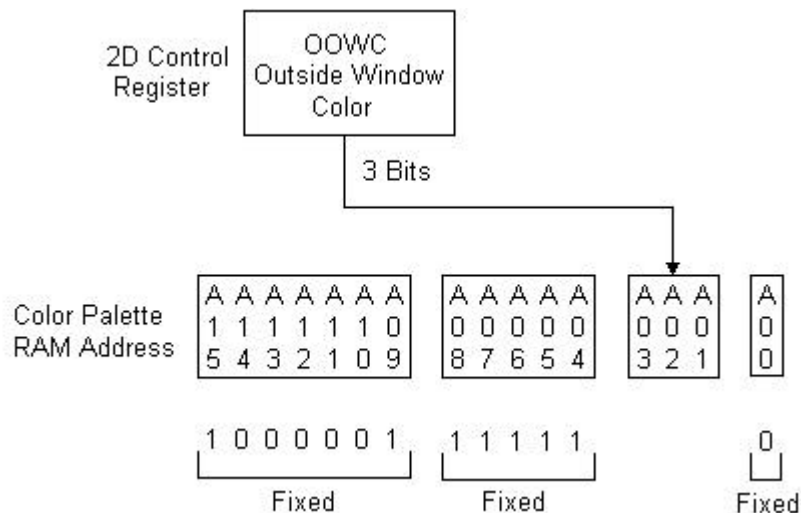 2D Control
Register
OOWC
Outside Window
Color
3 Bits
Color Palette
RAM Address
A A A A A A A
1 1 1 1 1 1 0
5 4 3 2 1 0 9
A A A A A
0 0 0 0 0
8 7 6 5 4
A A A
0 0 0
3 2 1
A
0
0
1 0 0 0 0 0 1
1 1 1 1 1
0
Fixed
Fixed
Fixed